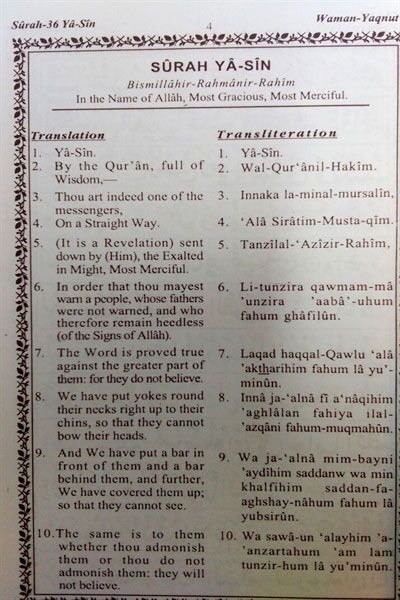 Sûrah-36 Yâ-Sîn 4 Waman-Yaqnut
SÛRAH YÂ-SÎN
Bismillâhir-Rahmânir-Rahîm
In the Name of Allâh, Most Gracious, Most Merciful.
Translation
1. Yâ-Sîn.
2. By the Qur'ân, full of
Wisdom,—
3. Thou art indeed one of the
messengers,
4. On a Straight Way.
5. (It is a Revelation) sent
down by (Him), the Exalted
in Might, Most Merciful.
6. In order that thou mayest
warn a people, whose fathers
were not warned, and who
therefore remain heedless
(of the Signs of Allâh).
7. The Word is proved true
against the greater part of
them: for they do not believe.
8. We have put yokes round
their necks right up to their
chins, so that they cannot
bow their heads.
9. And We have put a bar in
front of them and a bar
behind them, and further,
We have covered them up;
so that they cannot see.
10.The same is to them
whether thou admonish
them or thou do not
admonish them: they will
not believe.
Transliteration
1. Yâ-Sîn.
2. Wal-Qur'ânil-Hakîm.
3. Innaka la-minal-mursalîn,
4. 'Alâ Sirâtim-Musta-qîm.
5. Tanzîlal-'Azîzir-Rahîm,
6. Li-tunzira qawmam-mâ
'unzira 'aabâ'-uhum
fahum ghâfilûn.
7. Laqad haqqal-Qawlu 'alâ
'aktharihim fahum lâ yu'-
minûn.
8. Innâ ja-'alnâ fî a'nâqihim
'aghlâlan fahiya ilal-
'azqâni fahum-muqmahûn.
9. Wa ja-'alnâ mim-bayni
'aydîhim saddanw wa min
khalfihim saddan-fa-
aghshay-nâhum fahum lâ
yubsirûn.
10. Wa sawâ-un 'alayhim 'a-
'anzartahum 'am lam
tunzir-hum lâ yu'minûn.